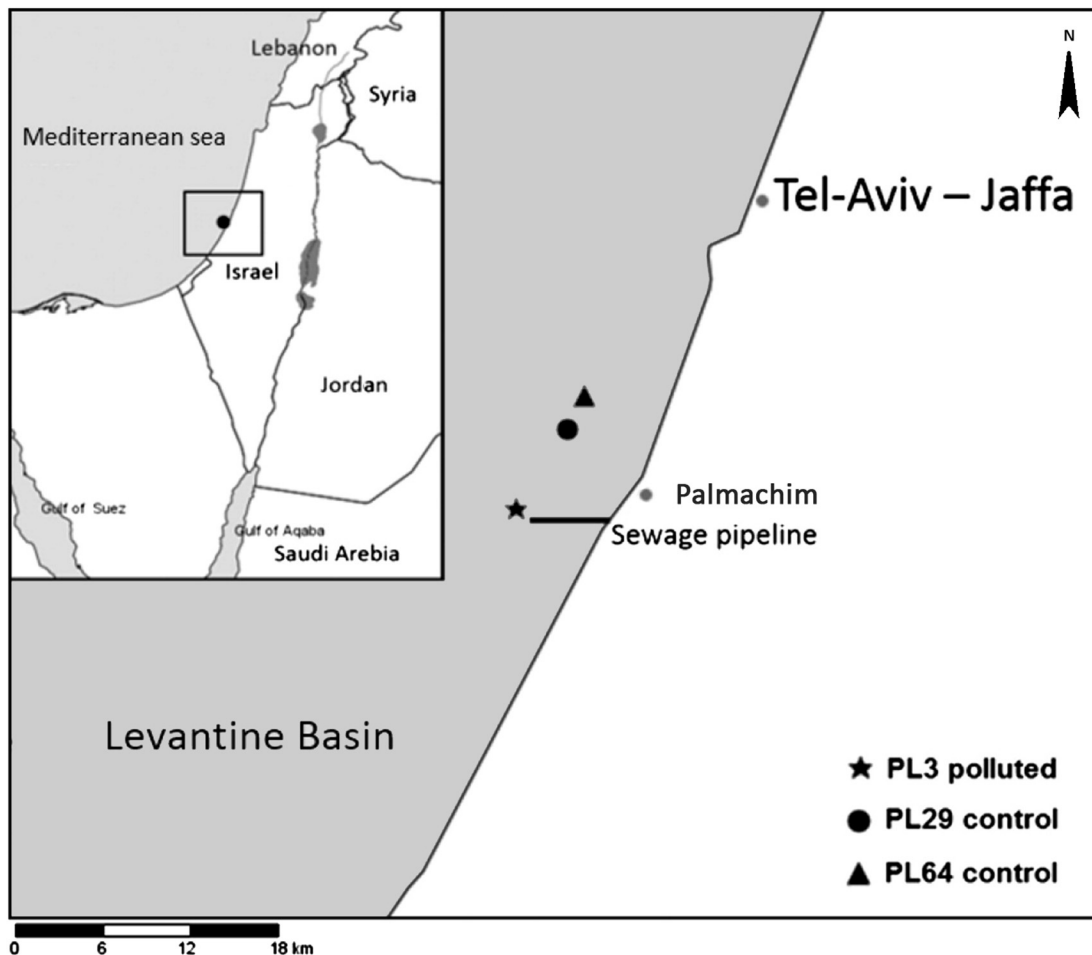 Lebanon
Syria
Mediterranean sea
Israel
Jordan
Gulf of Suez
Gulf of Aqaba
Saudi Arebia
N
Tel-Aviv – Jaffa
Palmachim
Sewage pipeline
Levantine Basin
PL3 polluted
PL29 control
PL64 control
0 6 12 18 km